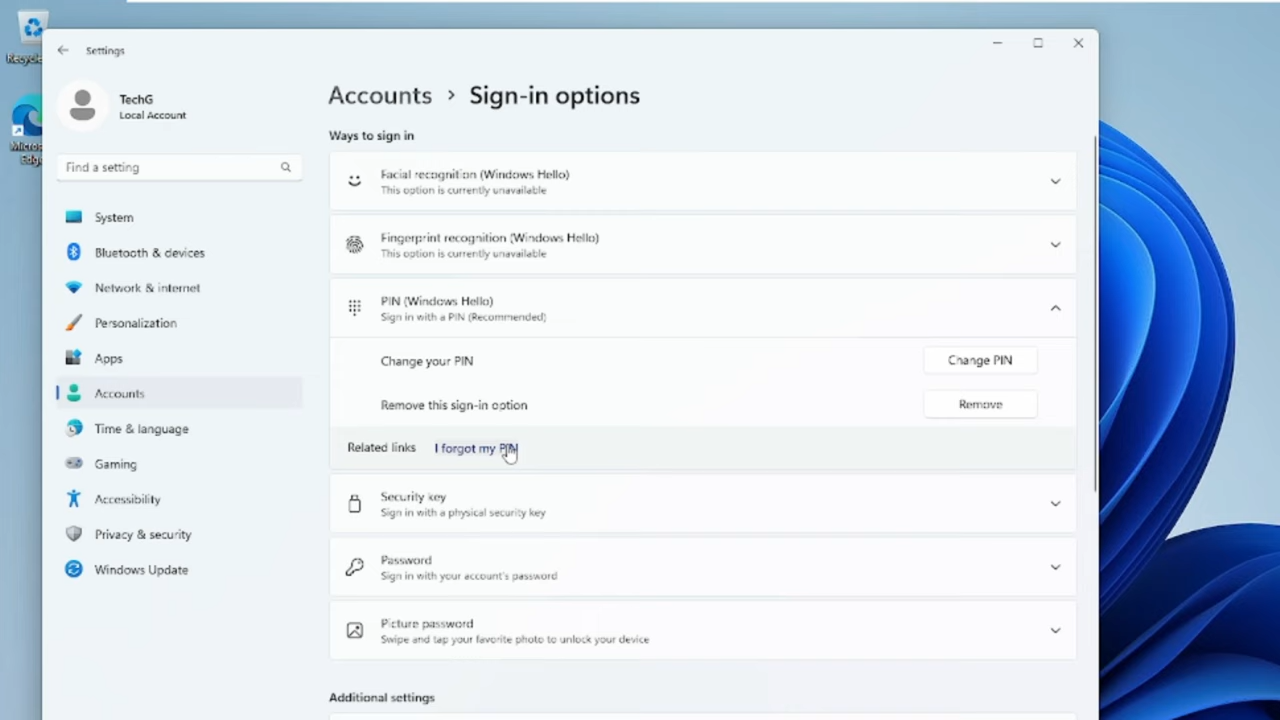 Recycle
Micros
Edge
Settings
TechG
Local Account
Find a setting
System
Bluetooth & devices
Network & internet
Personalization
Apps
Accounts
Time & language
Gaming
Accessibility
Privacy & security
Windows Update
Accounts > Sign-in options
Ways to sign in
Facial recognition (Windows Hello)
This option is currently unavailable
Fingerprint recognition (Windows Hello)
This option is currently unavailable
PIN (Windows Hello)
Sign in with a PIN (Recommended)
Change your PIN
Change PIN
Remove this sign-in option
Remove
Related links I forgot my PIN
Security key
Sign in with a physical security key
Password
Sign in with your account's password
Picture password
Swipe and tap your favorite photo to unlock your device
Additional settings